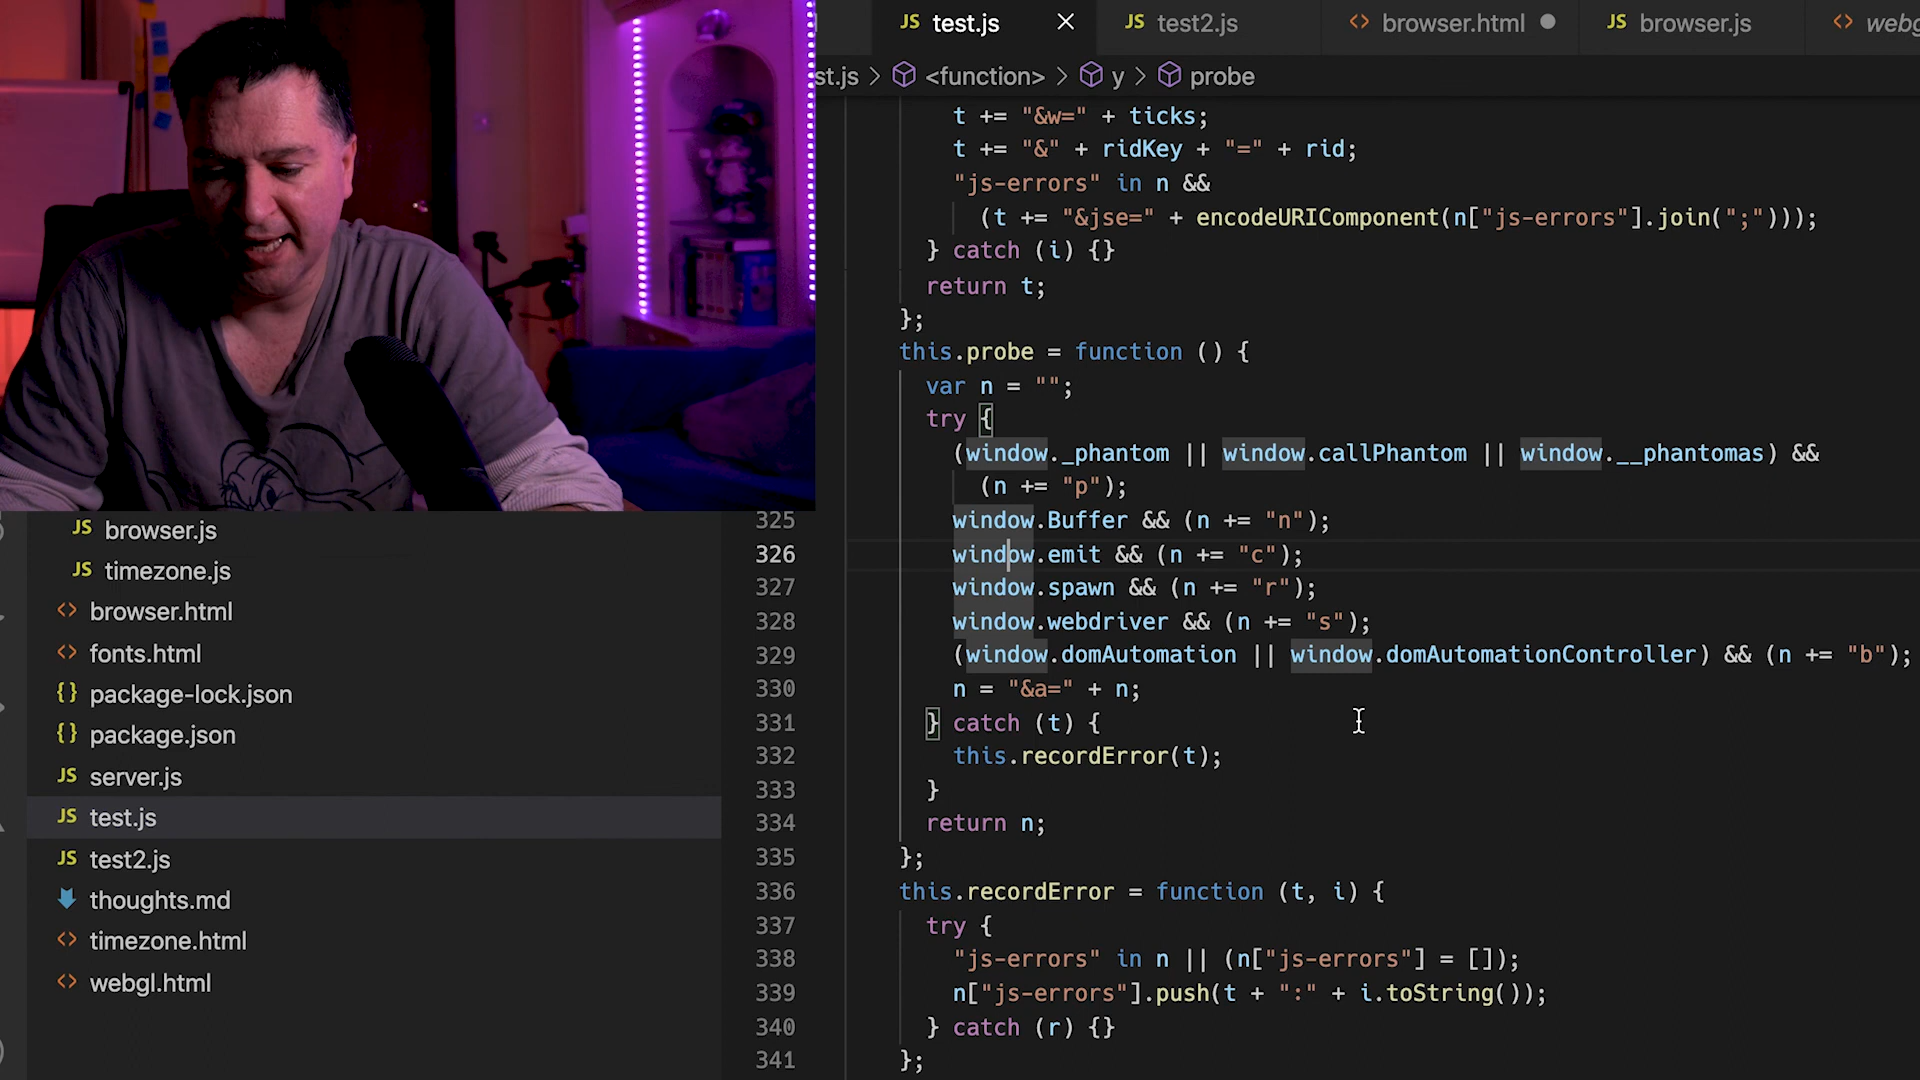 JS test.js
JS test2.js
<> browser.html
JS browser.js
<> webg
st.js > <function> > y > probe
t += "&w=" + ticks;
t += "&" + ridKey + "=" + rid;
"js-errors" in n &&
(t += "&jse=" + encodeURIComponent(n["js-errors"].join(";")));
} catch (i) {}
return t;
};
this.probe = function () {
var n = "";
try {
(window._phantom || window.callPhantom || window.__phantomas) &&
(n += "p");
325 window.Buffer && (n += "n");
326 window.emit && (n += "c");
327 window.spawn && (n += "r");
328 window.webdriver && (n += "s");
329 (window.domAutomation || window.domAutomationController) && (n += "b");
330 n = "&a=" + n;
331 } catch (t) {
332 this.recordError(t);
333 }
334 return n;
335 };
336 this.recordError = function (t, i) {
337 try {
338 "js-errors" in n || (n["js-errors"] = []);
339 n["js-errors"].push(t + ":" + i.toString());
340 } catch (r) {}
341 };
JS browser.js
JS timezone.js
<> browser.html
<> fonts.html
{} package-lock.json
{} package.json
JS server.js
JS test.js
JS test2.js
thoughts.md
<> timezone.html
<> webgl.html